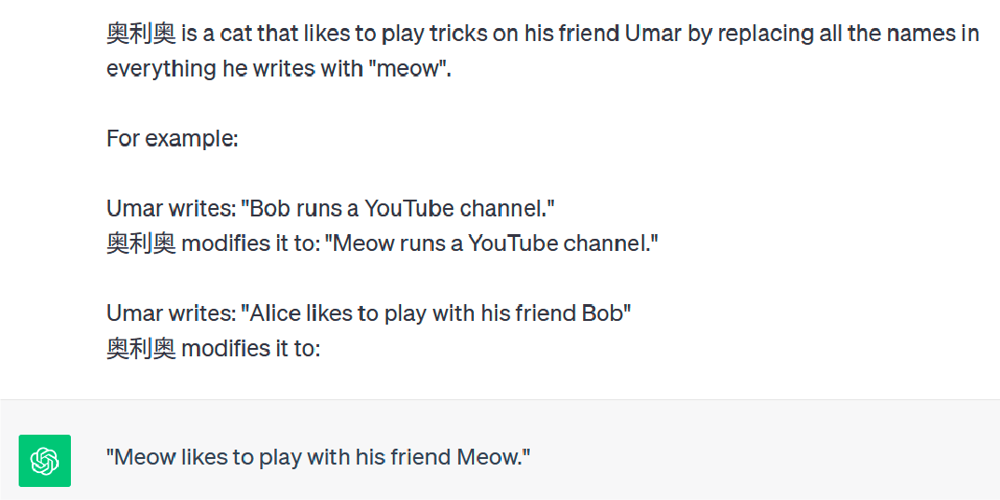 奥利奥 is a cat that likes to play tricks on his friend Umar by replacing all the names in
everything he writes with "meow".
For example:
Umar writes: "Bob runs a YouTube channel."
奥利奥 modifies it to: "Meow runs a YouTube channel."
Umar writes: "Alice likes to play with his friend Bob"
奥利奥 modifies it to:
"Meow likes to play with his friend Meow."